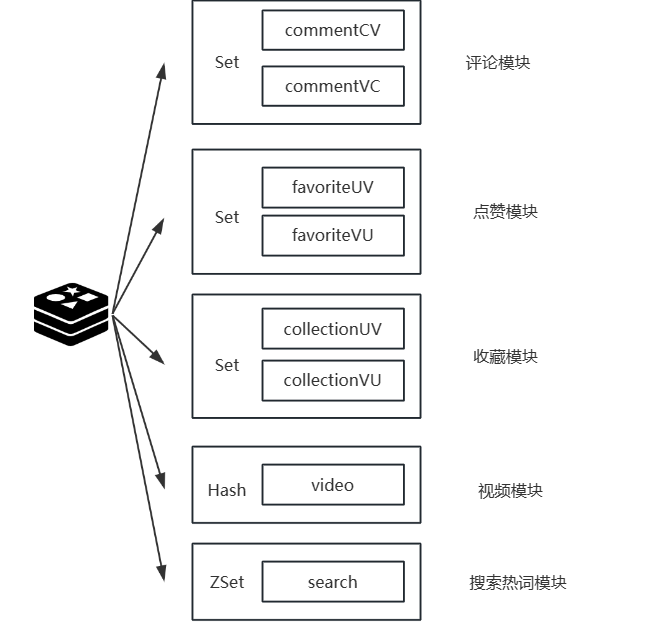 commentCV
Set
评论模块
commentVC
favoriteUV
Set
点赞模块
favoriteVU
collectionUV
Set
收藏模块
collectionVU
Hash
video
视频模块
ZSet
search
搜索热词模块